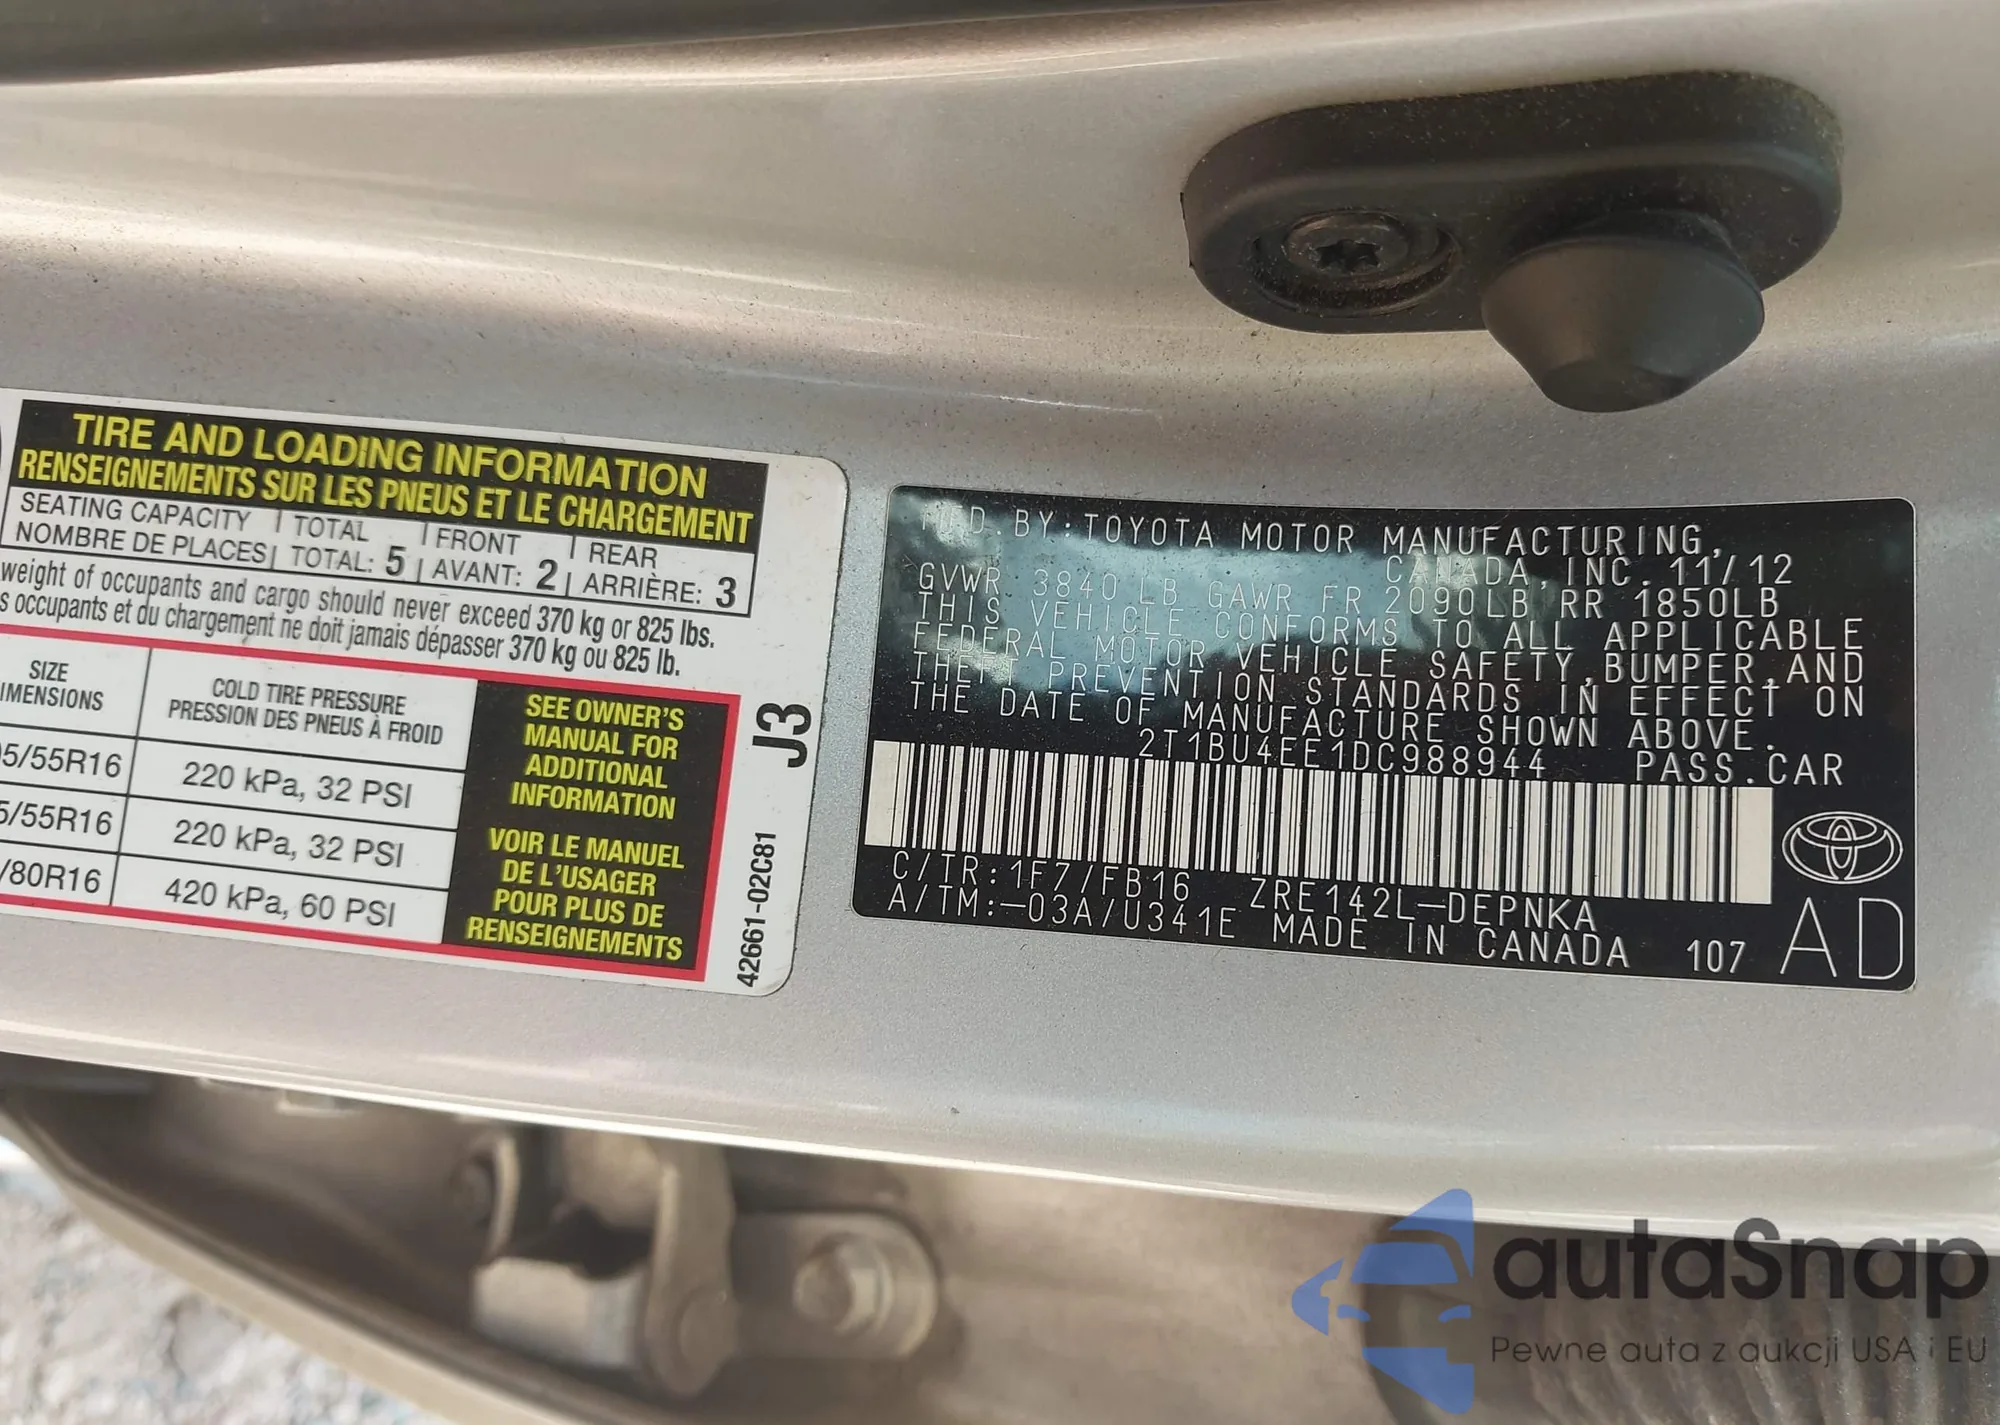 TIRE AND LOADING INFORMATION
RENSEIGNEMENTS SUR LES PNEUS ET LE CHARGEMENT
SEATING CAPACITY TOTAL FRONT REAR
NOMBRE DE PLACES TOTAL: 5 AVANT: 2 ARRIÈRE: 3
weight of occupants and cargo should never exceed 370 kg or 825 lbs.
s occupants et du chargement ne doit jamais dépasser 370 kg ou 825 lb.
SIZE
IMENSIONS
COLD TIRE PRESSURE
PRESSION DES PNEUS À FROID
5/55R16 220 kPa, 32 PSI
5/55R16 220 kPa, 32 PSI
/80R16 420 kPa, 60 PSI
SEE OWNER'S
MANUAL FOR
ADDITIONAL
INFORMATION
VOIR LE MANUEL
DE L'USAGER
POUR PLUS DE
RENSEIGNEMENTS
J3
42661-02C81
BY:TOYOTA MOTOR MANUFACTURING,
CANADA, INC. 11/12
GVWR 3840 LB GAWR FR 2090LB RR 1850LB
THIS VEHICLE CONFORMS TO ALL APPLICABLE
FEDERAL MOTOR VEHICLE SAFETY, BUMPER, AND
THEFT PREVENTION STANDARDS IN EFFECT ON
THE DATE OF MANUFACTURE SHOWN ABOVE.
2T1BU4EE1DC988944 PASS.CAR
C/TR:1F7/FB16 ZRE142L-DEPNKA
A/TM:-03A/U341E MADE IN CANADA 107 AD
autaSnap
Pewne auta z aukcji USA i EU